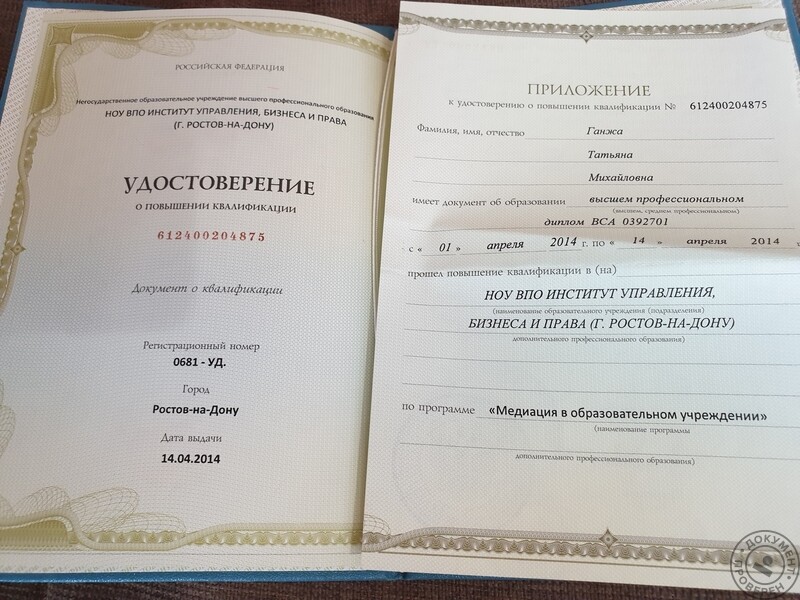 РОССИЙСКАЯ ФЕДЕРАЦИЯ
Негосударственное образовательное учреждение высшего профессионального образования
НОУ ВПО ИНСТИТУТ УПРАВЛЕНИЯ, БИЗНЕСА И ПРАВА
(Г. РОСТОВ-НА-ДОНУ)
УДОСТОВЕРЕНИЕ
О ПОВЫШЕНИИ КВАЛИФИКАЦИИ
612400204875
Документ о квалификации
Регистрационный номер
0681 - УД.
Город
Ростов-на-Дону
Дата выдачи
14.04.2014
ПРИЛОЖЕНИЕ
к удостоверению о повышении квалификации № 612400204875
Фамилия, имя, отчество Ганжа
Татьяна
Михайловна
имеет документ об образовании высшем профессиональном
(высшем, среднем профессиональном)
диплом ВСА 0392701
с « 01 » апреля 2014 г. по « 14 » апреля 2014
прошел повышение квалификации в (на)
НОУ ВПО ИНСТИТУТ УПРАВЛЕНИЯ,
(наименование образовательного учреждения (подразделения)
БИЗНЕСА И ПРАВА (Г. РОСТОВ-НА-ДОНУ)
дополнительного профессионального образования)
по программе «Медиация в образовательном учреждении»
(наименование программы
дополнительного профессионального образования)
ДОКУМЕНТ ПРОВЕРЕН